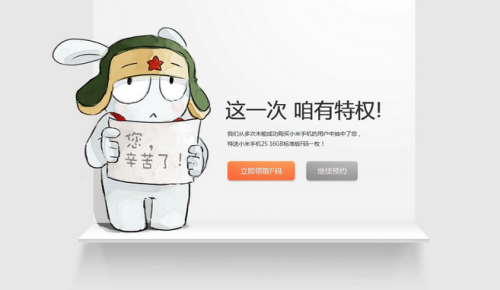 这一次 咱有特权!
我们从多次未能成功购买小米手机的用户中抽中了您，
特送小米手机2S 16GB标准版F码一枚！
您，
辛苦了!
立即领取F码
继续预约